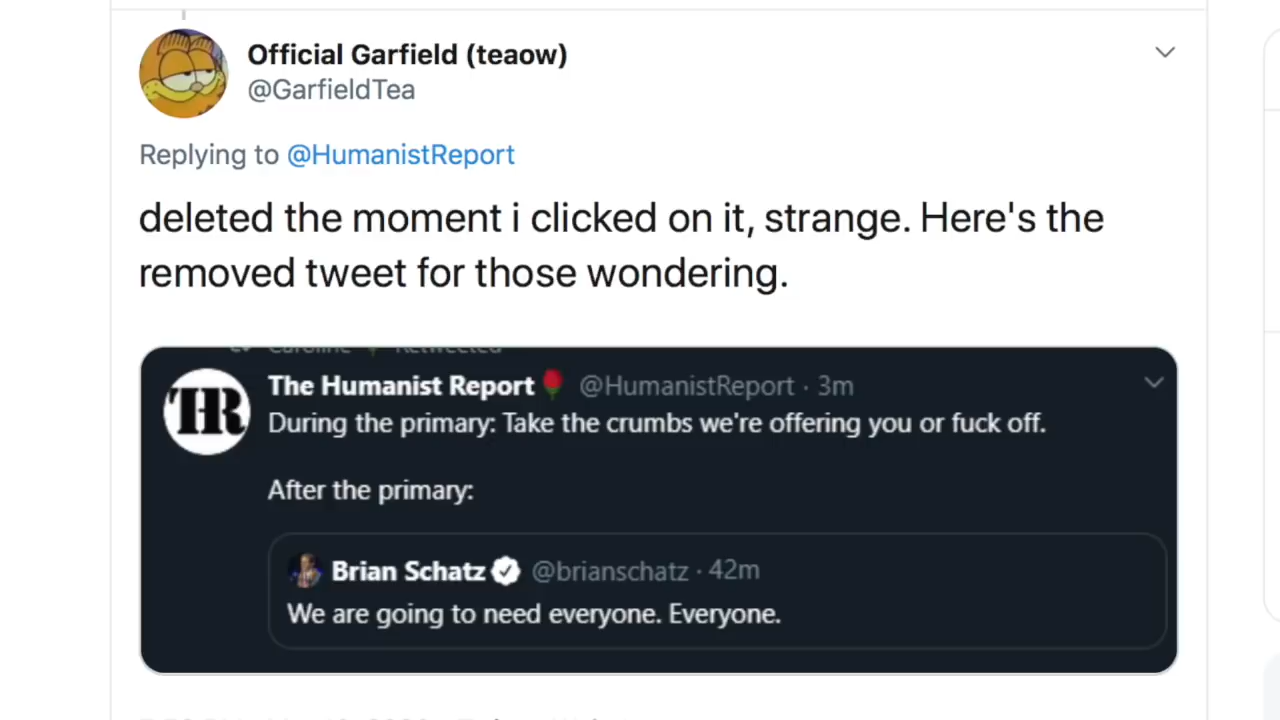 Official Garfield (teaow)
@GarfieldTea
Replying to @HumanistReport
deleted the moment i clicked on it, strange. Here's the
removed tweet for those wondering.
Retweeted
THR
The Humanist Report🌹 @HumanistReport · 3m
During the primary: Take the crumbs we're offering you or fuck off.
After the primary:
Brian Schatz @brianschatz · 42m
We are going to need everyone. Everyone.